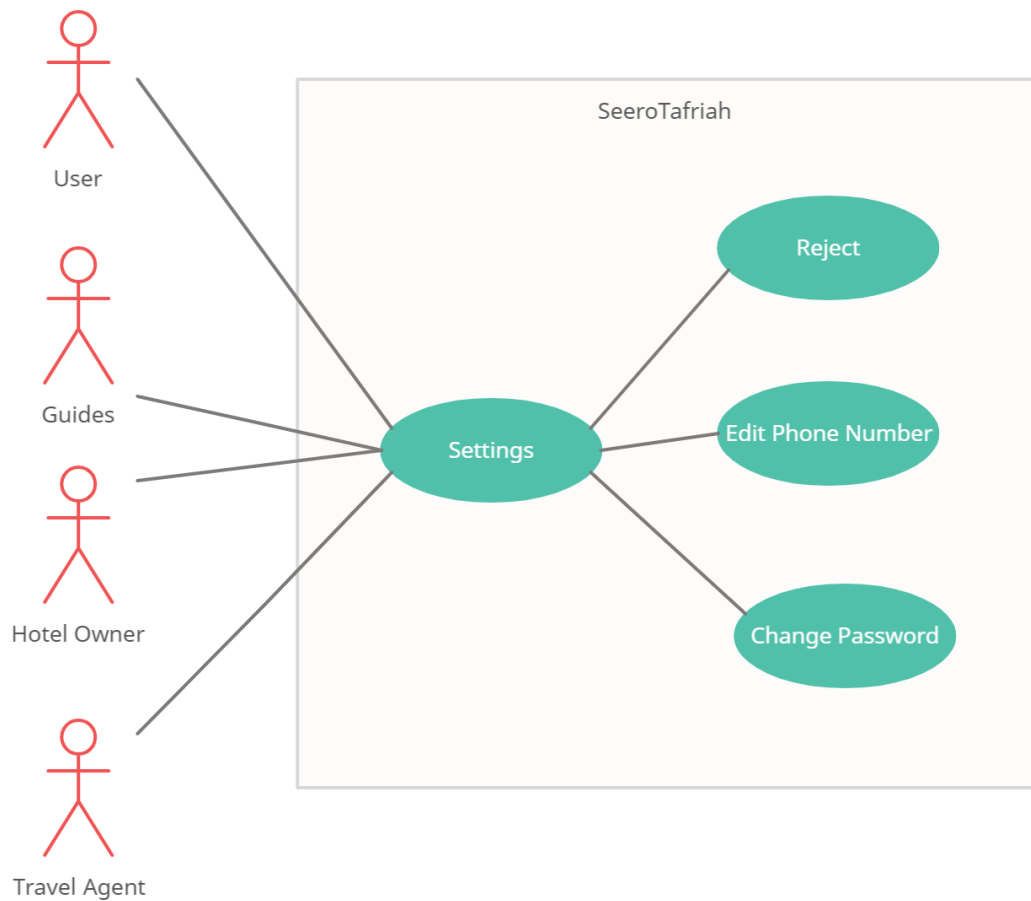 User
SeeroTafriah
Reject
Guides
Edit Phone Number
Settings
Hotel Owner
Change Password
Travel Agent